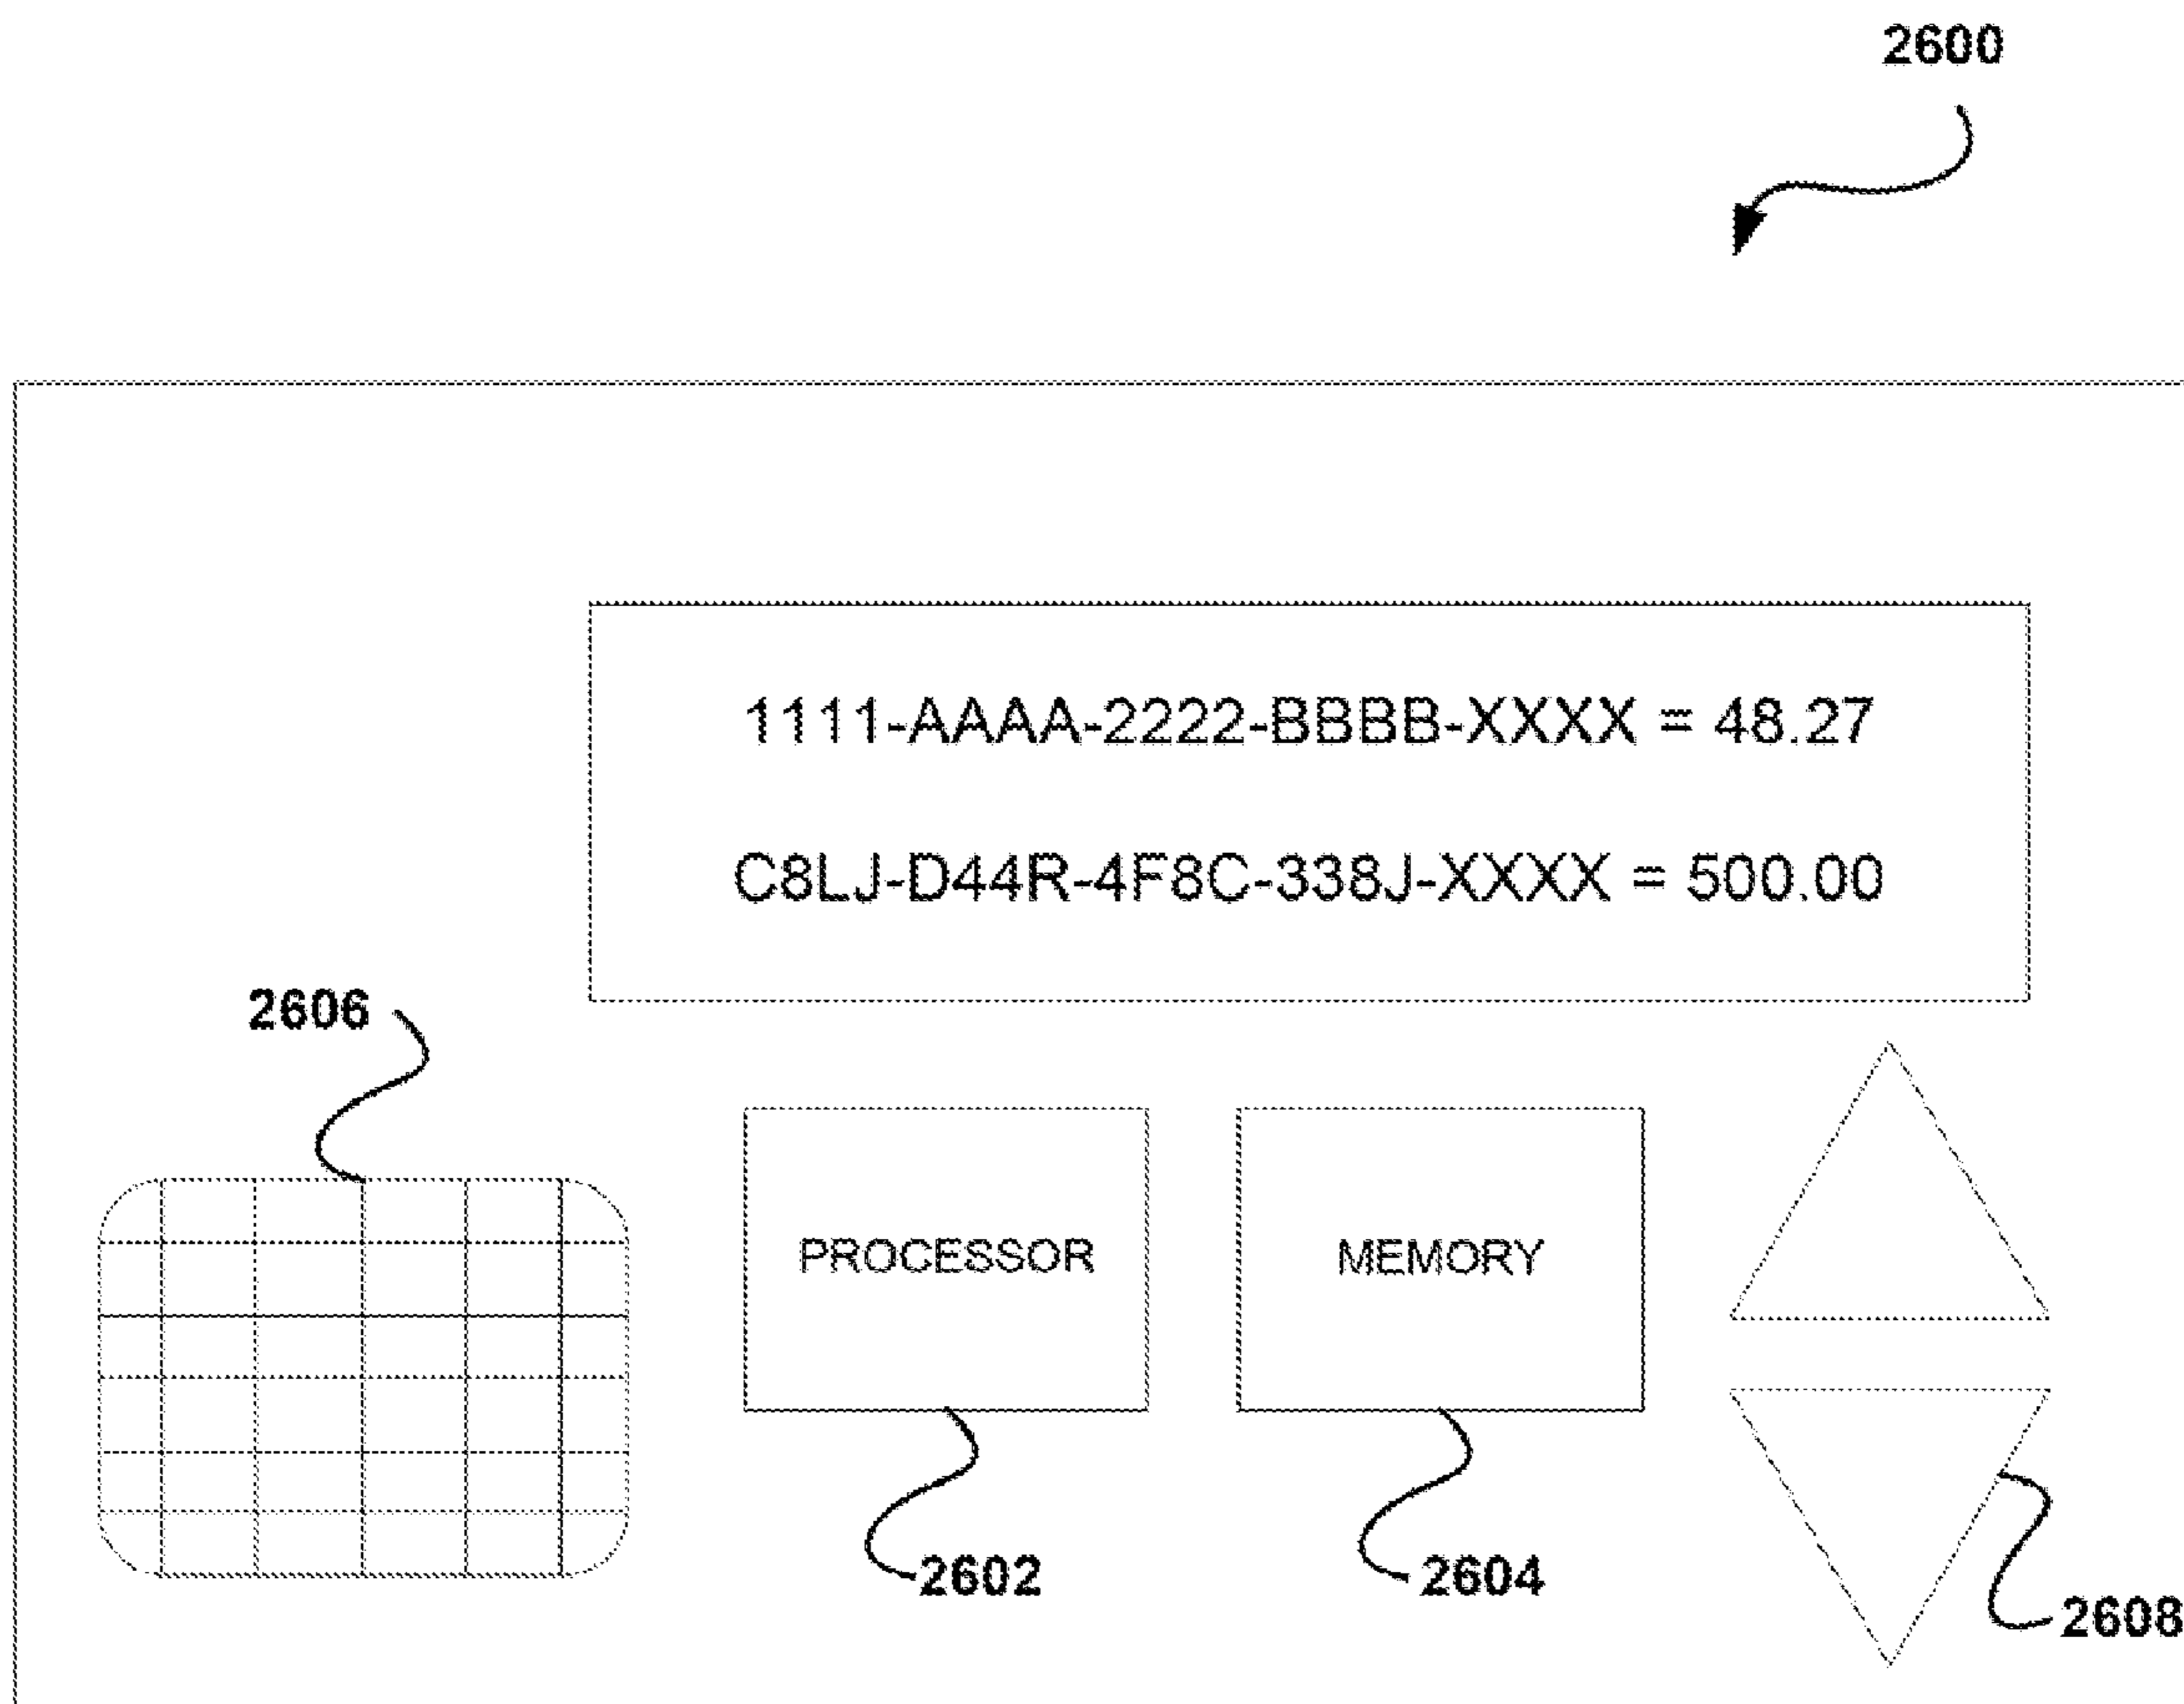 2600
1111-AAAA-2222-BBBB-XXXX = 48.27
C8LJ-D44R-4F8C-338J-XXXX = 500.00
2606
PROCESSOR
MEMORY
2602
2604
2608